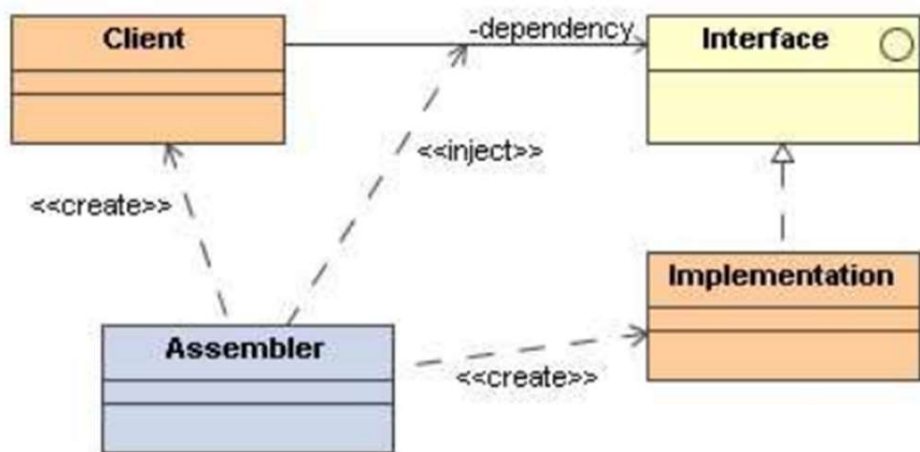 Client
-dependency
Interface
<<inject>>
<<create>>
Implementation
Assembler
<<create>>